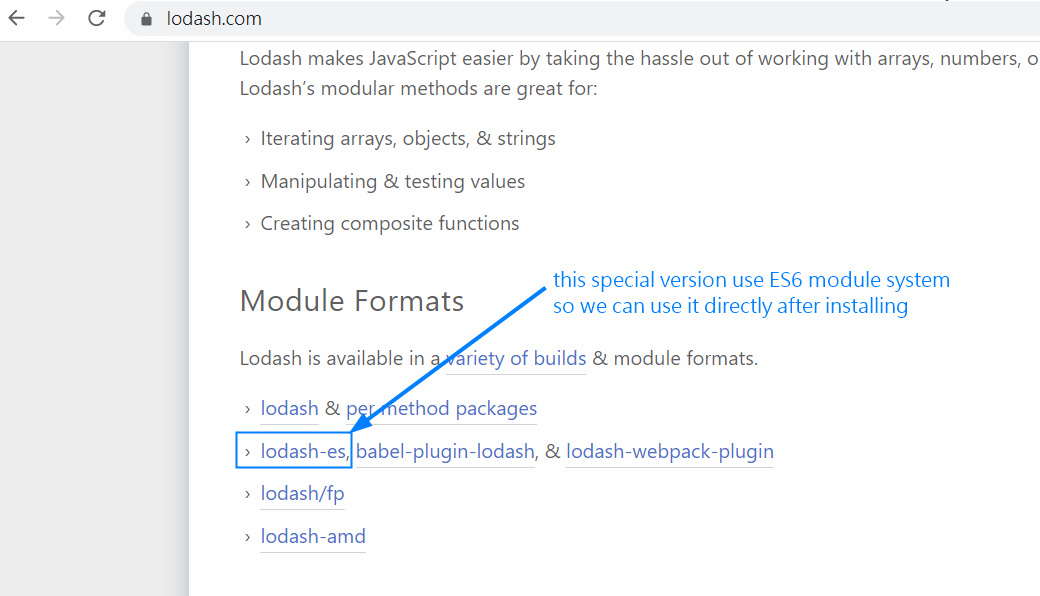 lodash.com
Lodash makes JavaScript easier by taking the hassle out of working with arrays, numbers, o
Lodash’s modular methods are great for:
› Iterating arrays, objects, & strings
› Manipulating & testing values
› Creating composite functions
this special version use ES6 module system
so we can use it directly after installing
Module Formats
Lodash is available in a variety of builds & module formats.
› lodash & per method packages
› lodash-es, babel-plugin-lodash, & lodash-webpack-plugin
› lodash/fp
› lodash-amd